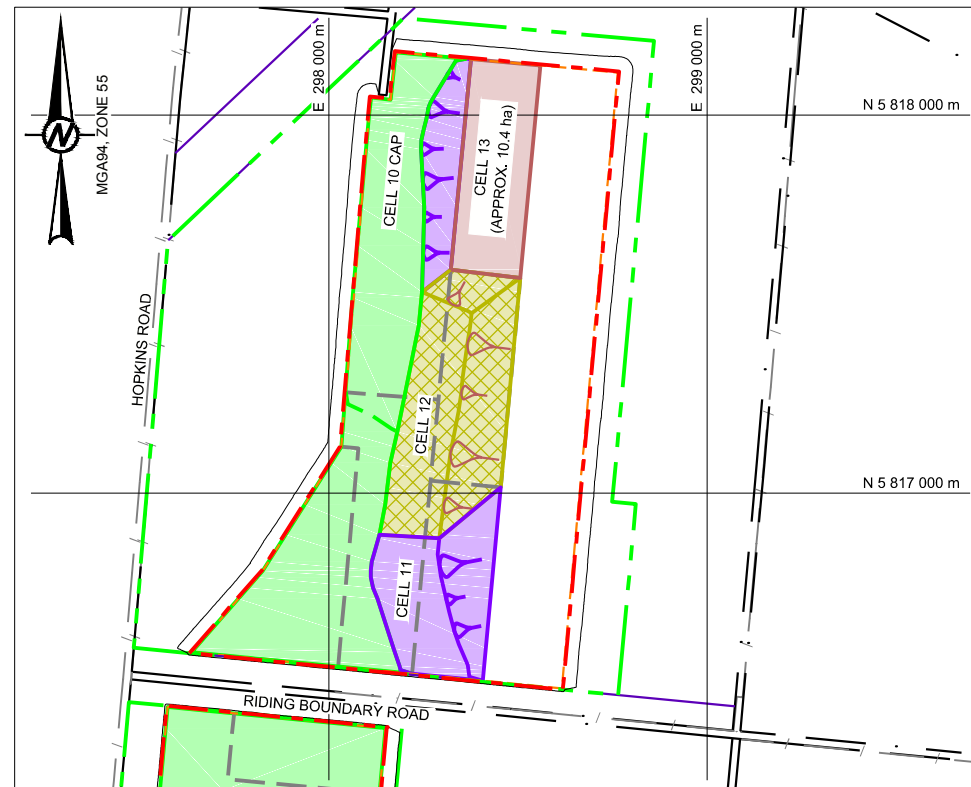 E 298 000 m
E 299 000 m
N 5 818 000 m
MGA94, ZONE 55
N
CELL 10 CAP
CELL 13
(APPROX. 10.4 ha)
HOPKINS ROAD
CELL 12
N 5 817 000 m
CELL 11
RIDING BOUNDARY ROAD